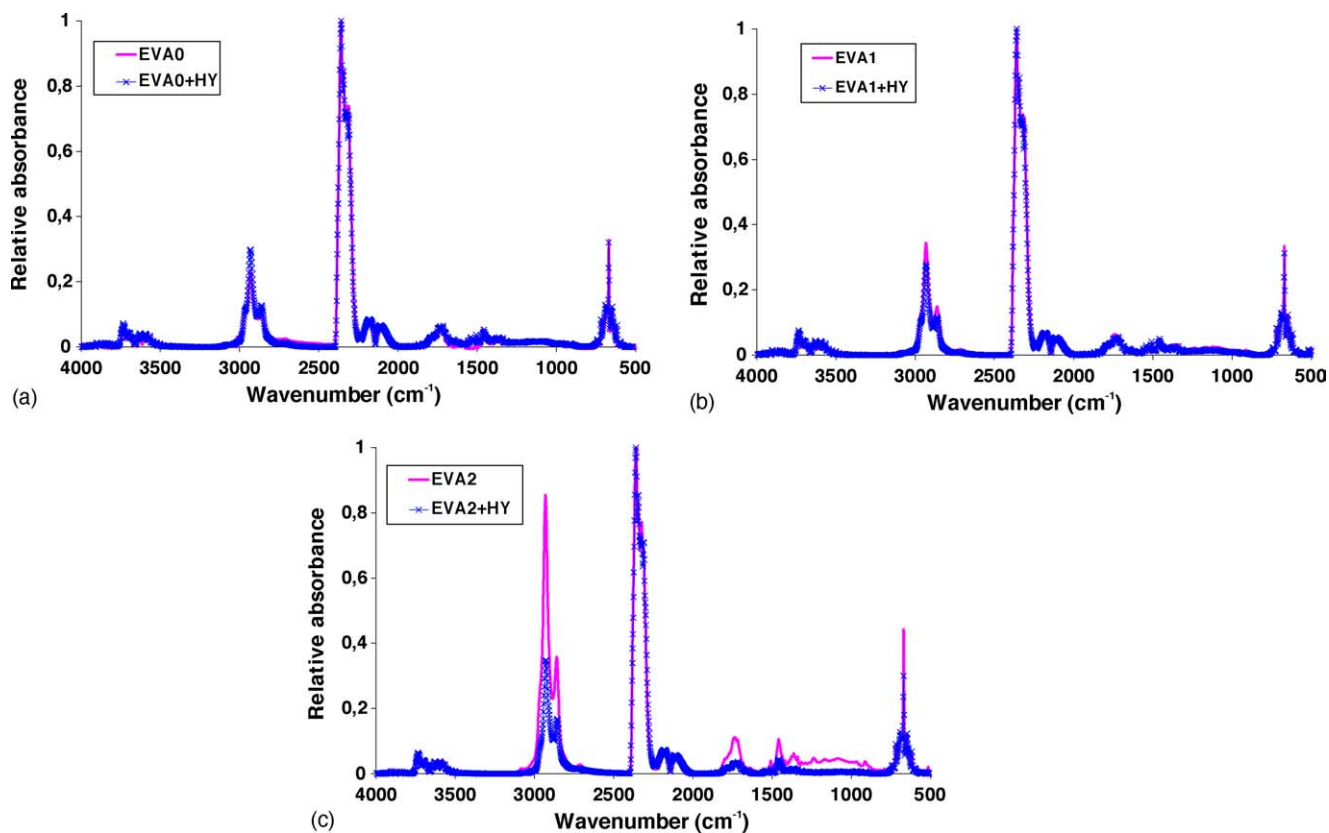 EVA0
EVA0+HY
Relative absorbance
1
0,8
0,6
0,4
0,2
0
4000 3500 3000 2500 2000 1500 1000 500
Wavenumber (cm-1)
(a)
EVA1
EVA1+HY
Relative absorbance
1
0,8
0,6
0,4
0,2
0
4000 3500 3000 2500 2000 1500 1000 500
Wavenumber (cm-1)
(b)
EVA2
EVA2+HY
Relative absorbance
1
0,8
0,6
0,4
0,2
0
4000 3500 3000 2500 2000 1500 1000 500
Wavenumber (cm-1)
(c)